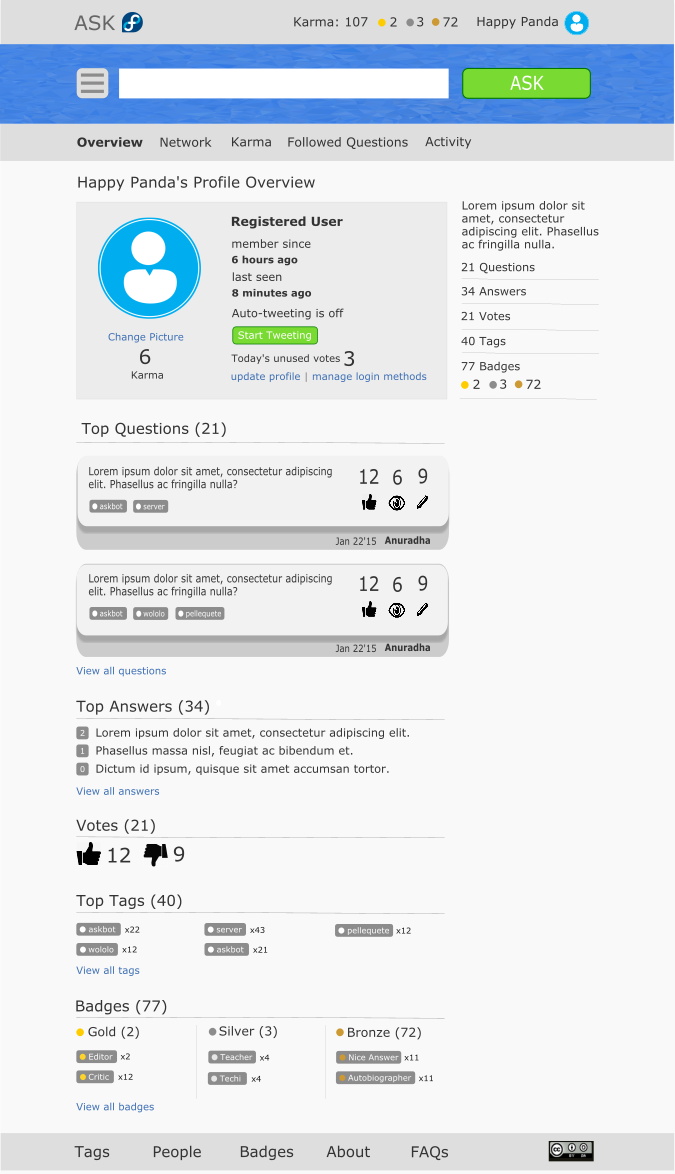 ASK
Karma: 107 2 3 72 Happy Panda
ASK
Overview Network Karma Followed Questions Activity
Happy Panda's Profile Overview
Change Picture
6
Karma
Registered User
member since
6 hours ago
last seen
8 minutes ago
Auto-tweeting is off
Start Tweeting
Today's unused votes 3
update profile | manage login methods
Lorem ipsum dolor sit
amet, consectetur
adipiscing elit. Phasellus
ac fringilla nulla.
21 Questions
34 Answers
21 Votes
40 Tags
77 Badges
2 3 72
Top Questions (21)
Lorem ipsum dolor sit amet, consectetur adipiscing
elit. Phasellus ac fringilla nulla?
12 6 9
askbot server
Jan 22'15 Anuradha
Lorem ipsum dolor sit amet, consectetur adipiscing
elit. Phasellus ac fringilla nulla?
12 6 9
askbot wololo pellequete
Jan 22'15 Anuradha
View all questions
Top Answers (34)
2 Lorem ipsum dolor sit amet, consectetur adipiscing elit.
1 Phasellus massa nisl, feugiat ac bibendum et.
0 Dictum id ipsum, quisque sit amet accumsan tortor.
View all answers
Votes (21)
12 9
Top Tags (40)
askbot x22 server x43 pellequete x12
wololo x12 askbot x21
View all tags
Badges (77)
Gold (2)
Editor x2
Critic x12
Silver (3)
Teacher x4
Techi x4
Bronze (72)
Nice Answer x11
Autobiographer x11
View all badges
Tags People Badges About FAQs